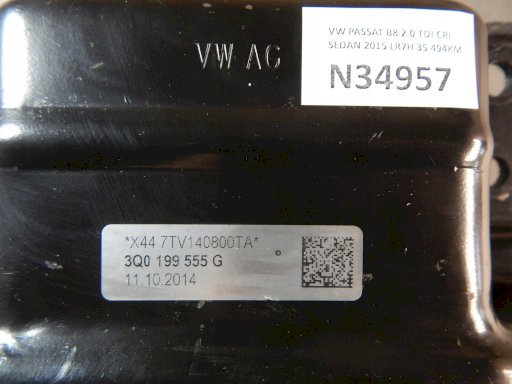 VW PASSAT B8 2.0 TDI CRL
SEDAN 2015 LR7H 35 494KM
N34957
VW AG
*X44 7TV140800TA*
3Q0 199 555 G
11.10.2014